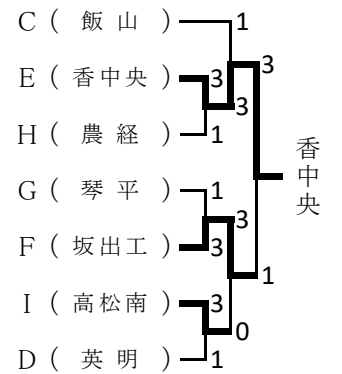 C ( 飯 山 ) 1
3
E ( 香中央 ) 3
3
H ( 農 経 ) 1
香中央
G ( 琴 平 ) 1
3
F ( 坂出工 ) 3
1
I ( 高松南 ) 3
0
D ( 英 明 ) 1